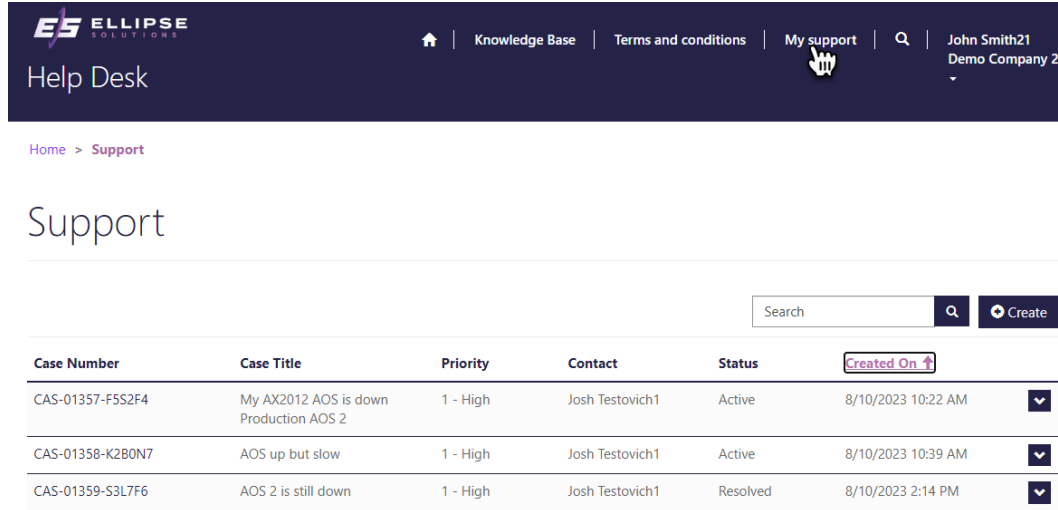 ES ELLIPSE
SOLUTIONS
Help Desk
Knowledge Base | Terms and conditions | My support | John Smith21
Demo Company 2
Home > Support
Support
Search
Create
Case Number Case Title Priority Contact Status Created On
CAS-01357-F5S2F4 My AX2012 AOS is down 1 - High Josh Testovich1 Active 8/10/2023 10:22 AM
Production AOS 2
CAS-01358-K2B0N7 AOS up but slow 1 - High Josh Testovich1 Active 8/10/2023 10:39 AM
CAS-01359-S3L7F6 AOS 2 is still down 1 - High Josh Testovich1 Resolved 8/10/2023 2:14 PM